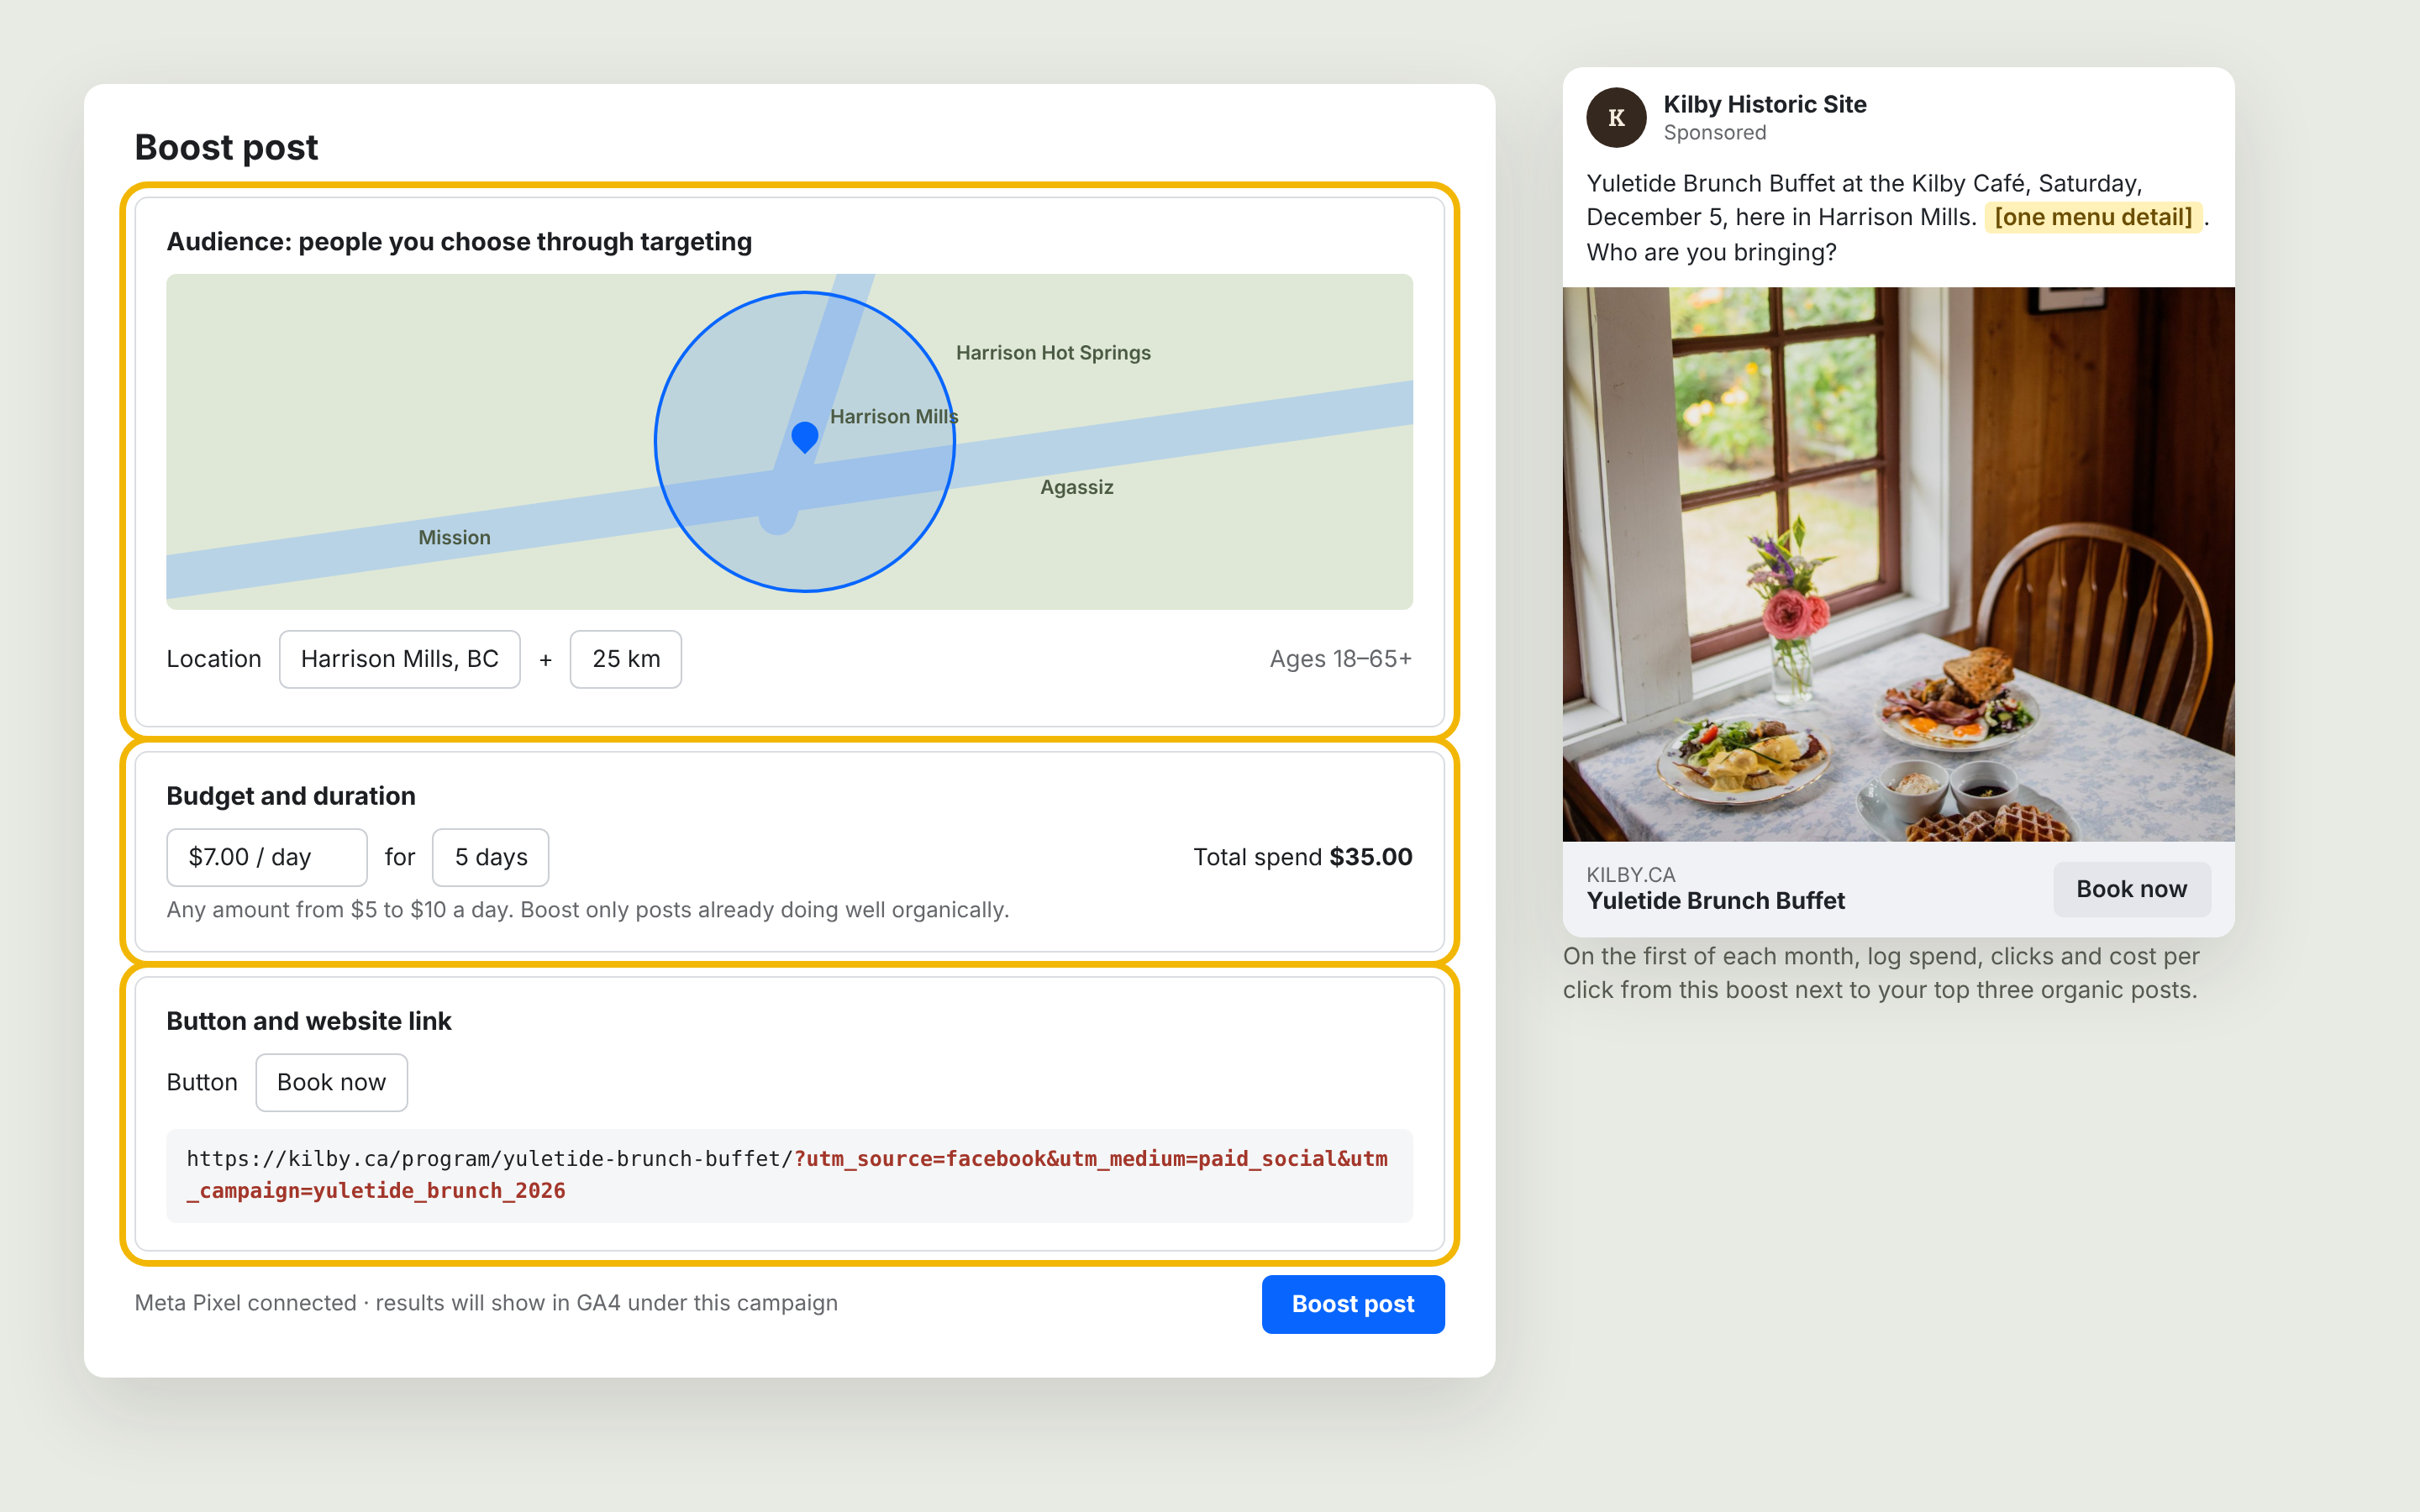 Boost post
Audience: people you choose through targeting
Harrison Hot Springs
Harrison Mills
Agassiz
Mission
Location Harrison Mills, BC + 25 km Ages 18–65+
Budget and duration
$7.00 / day for 5 days Total spend $35.00
Any amount from $5 to $10 a day. Boost only posts already doing well organically.
Button and website link
Button Book now
https://kilby.ca/program/yuletide-brunch-buffet/?utm_source=facebook&utm_medium=paid_social&utm
_campaign=yuletide_brunch_2026
Meta Pixel connected · results will show in GA4 under this campaign Boost post
K
Kilby Historic Site
Sponsored
Yuletide Brunch Buffet at the Kilby Café, Saturday,
December 5, here in Harrison Mills. [one menu detail].
Who are you bringing?
KILBY.CA
Yuletide Brunch Buffet
Book now
On the first of each month, log spend, clicks and cost per
click from this boost next to your top three organic posts.